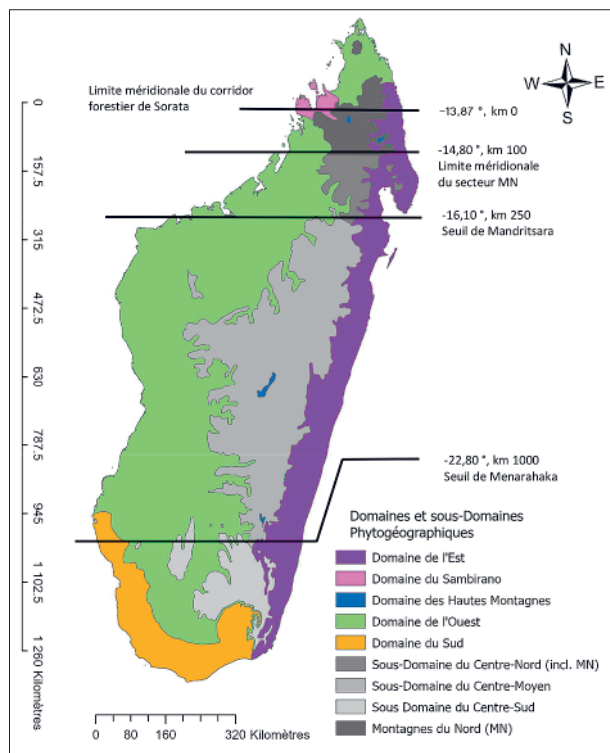 N
W E
S
Limite méridionale du corridor
forestier de Sorata
-13,87 °, km 0
-14,80 °, km 100
Limite méridionale
du secteur MN
-16,10 °, km 250
Seuil de Mandritsara
-22,80 °, km 1000
Seuil de Menarahaka
0
157.5
315
472.5
630
787.5
945
1 102.5
1 260 Kilomètres
Domaines et sous-Domaines
Phytogéographiques
Domaine de l'Est
Domaine du Sambirano
Domaine des Hautes Montagnes
Domaine de l'Ouest
Domaine du Sud
Sous-Domaine du Centre-Nord (incl. MN)
Sous-Domaine du Centre-Moyen
Sous Domaine du Centre-Sud
Montagnes du Nord (MN)
0 80 160 320 Kilomètres